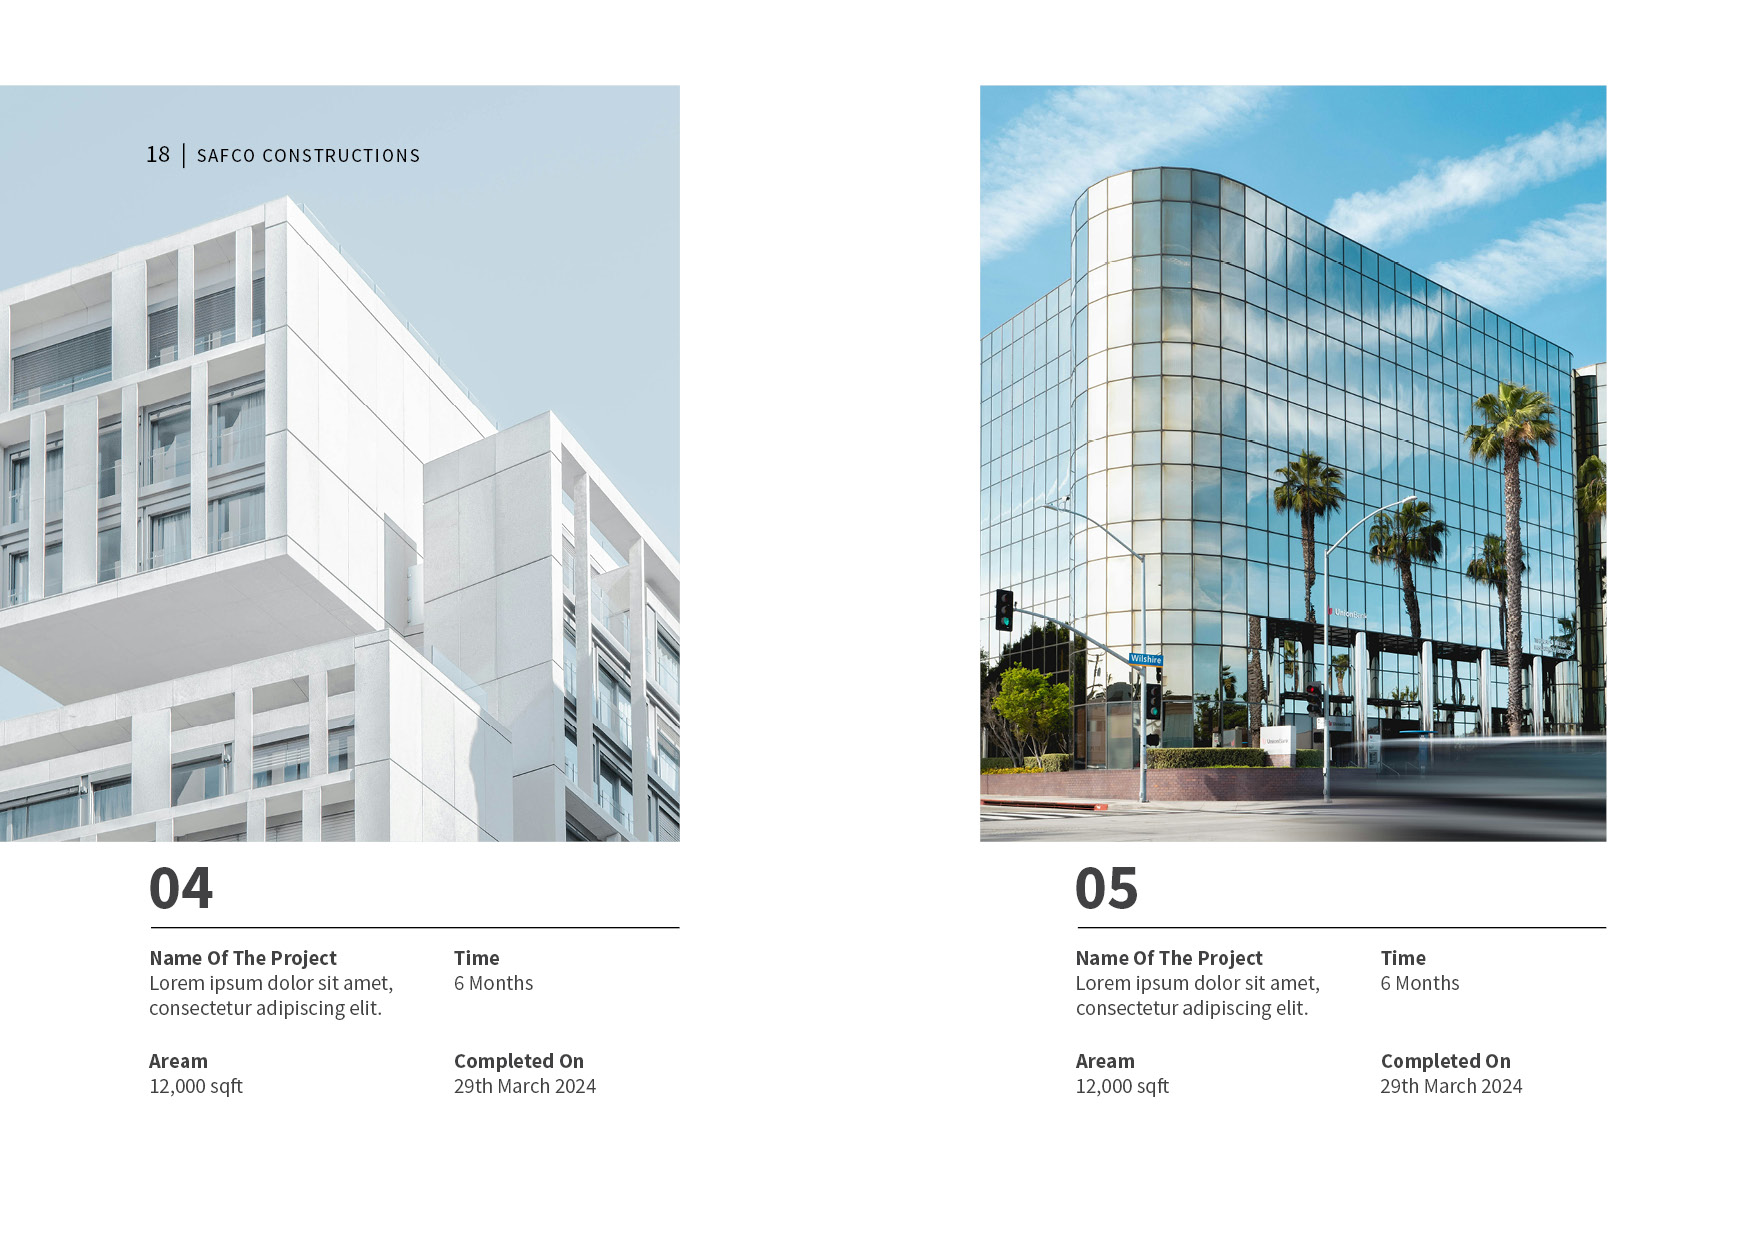 18 | SAFCO CONSTRUCTIONS
04
Name Of The Project
Lorem ipsum dolor sit amet,
consectetur adipiscing elit.
Time
6 Months
Aream
12,000 sqft
Completed On
29th March 2024
UnionBank
Wilshire
UnionBank
05
Name Of The Project
Lorem ipsum dolor sit amet,
consectetur adipiscing elit.
Time
6 Months
Aream
12,000 sqft
Completed On
29th March 2024